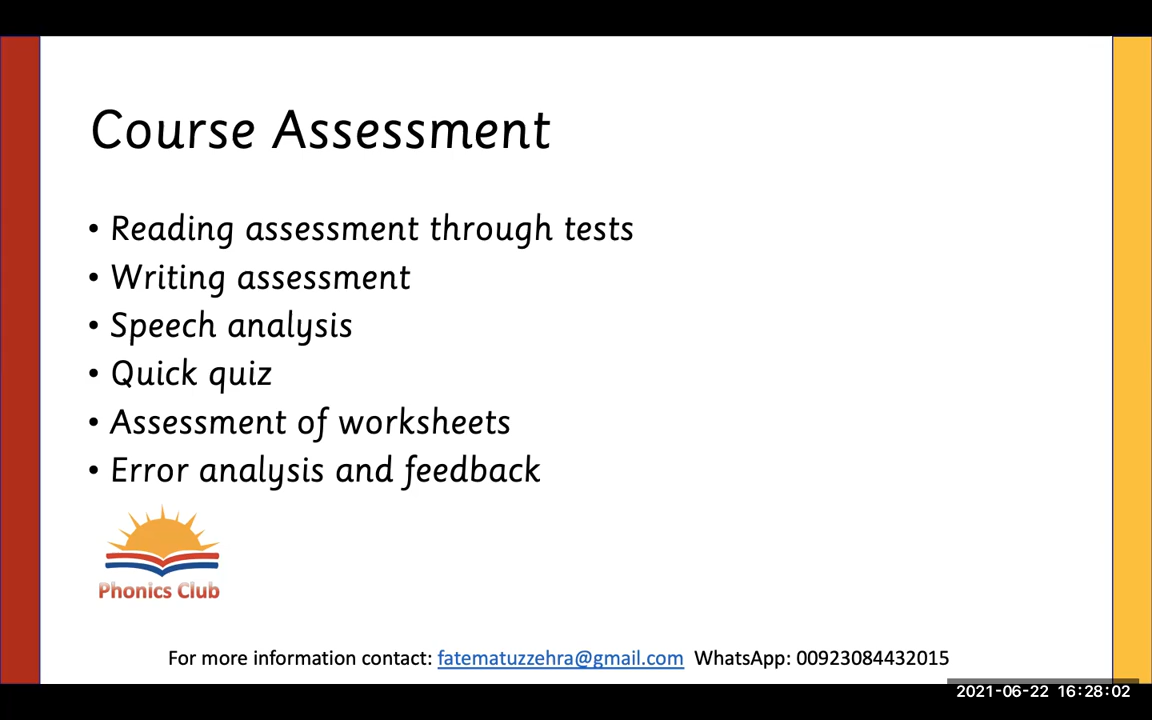 Course Assessment
• Reading assessment through tests
• Writing assessment
• Speech analysis
• Quick quiz
• Assessment of worksheets
• Error analysis and feedback
Phonics Club
For more information contact: fatematuzzehra@gmail.com WhatsApp: 00923084432015
2021-06-22 16:28:02